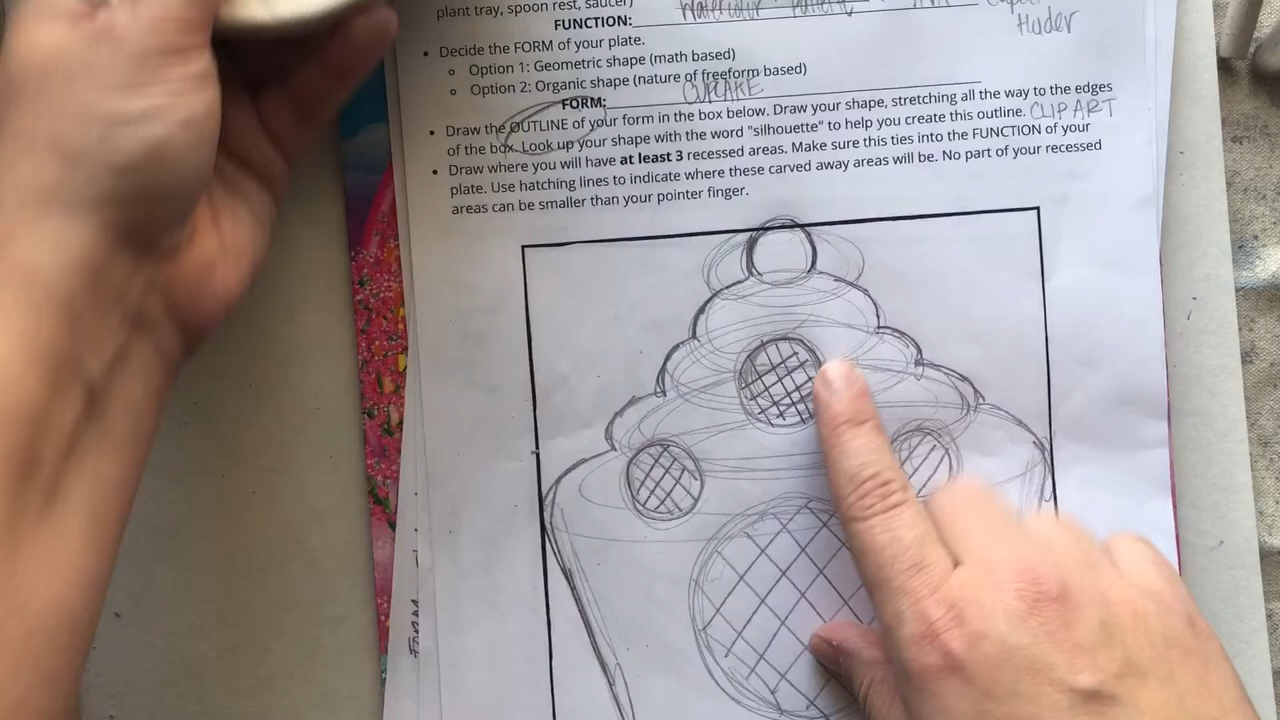 plant tray, spoon rest, saucer)
FUNCTION: Watercolor Palette
Holder
• Decide the FORM of your plate.
○ Option 1: Geometric shape (math based)
○ Option 2: Organic shape (nature of freeform based)
FORM: CUPCAKE
• Draw the OUTLINE of your form in the box below. Draw your shape, stretching all the way to the edges
of the box. Look up your shape with the word "silhouette" to help you create this outline. CLIP ART
• Draw where you will have at least 3 recessed areas. Make sure this ties into the FUNCTION of your
plate. Use hatching lines to indicate where these carved away areas will be. No part of your recessed
areas can be smaller than your pointer finger.
FORM